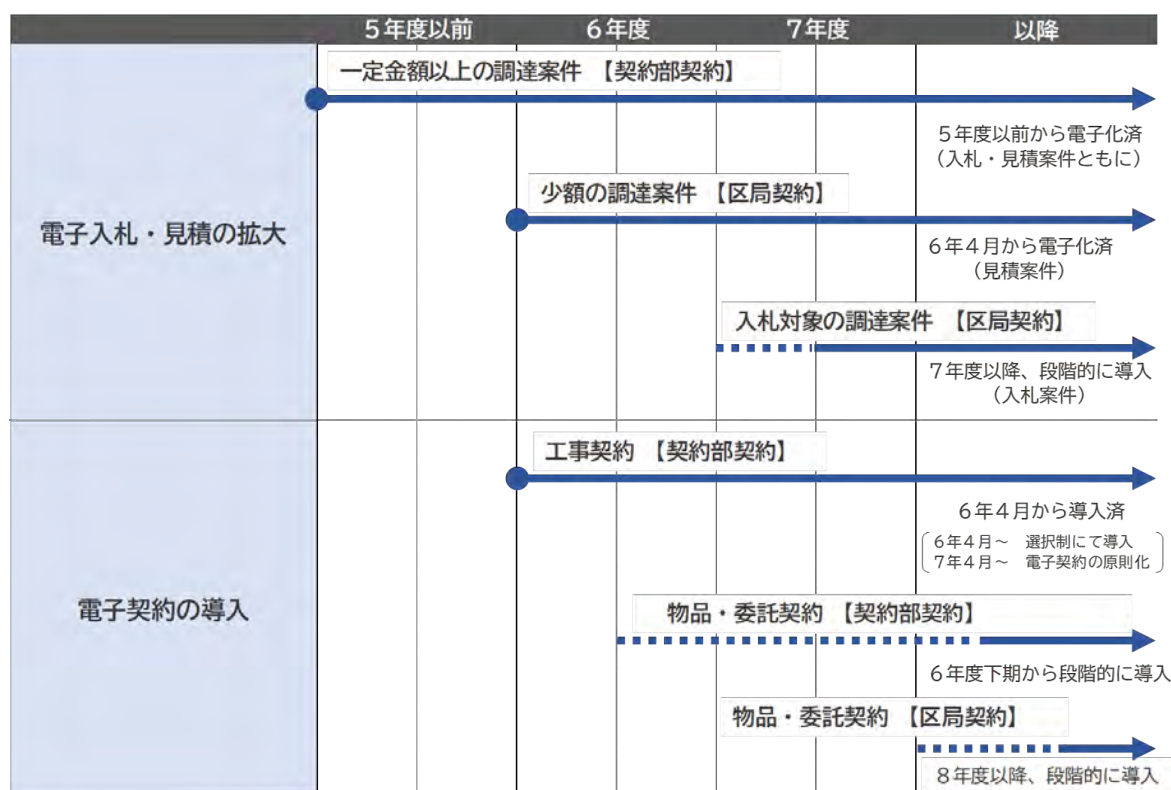 ５年度以前 ６年度 ７年度 以降
電子入札・見積の拡大
一定金額以上の調達案件 【契約部契約】
５年度以前から電子化済
（入札・見積案件ともに）
少額の調達案件 【区局契約】
６年４月から電子化済
（見積案件）
入札対象の調達案件 【区局契約】
７年度以降、段階的に導入
（入札案件）
電子契約の導入
工事契約 【契約部契約】
６年４月から導入済
６年４月～ 選択制にて導入
７年４月～ 電子契約の原則化
物品・委託契約 【契約部契約】
６年度下期から段階的に導入
物品・委託契約 【区局契約】
８年度以降、段階的に導入